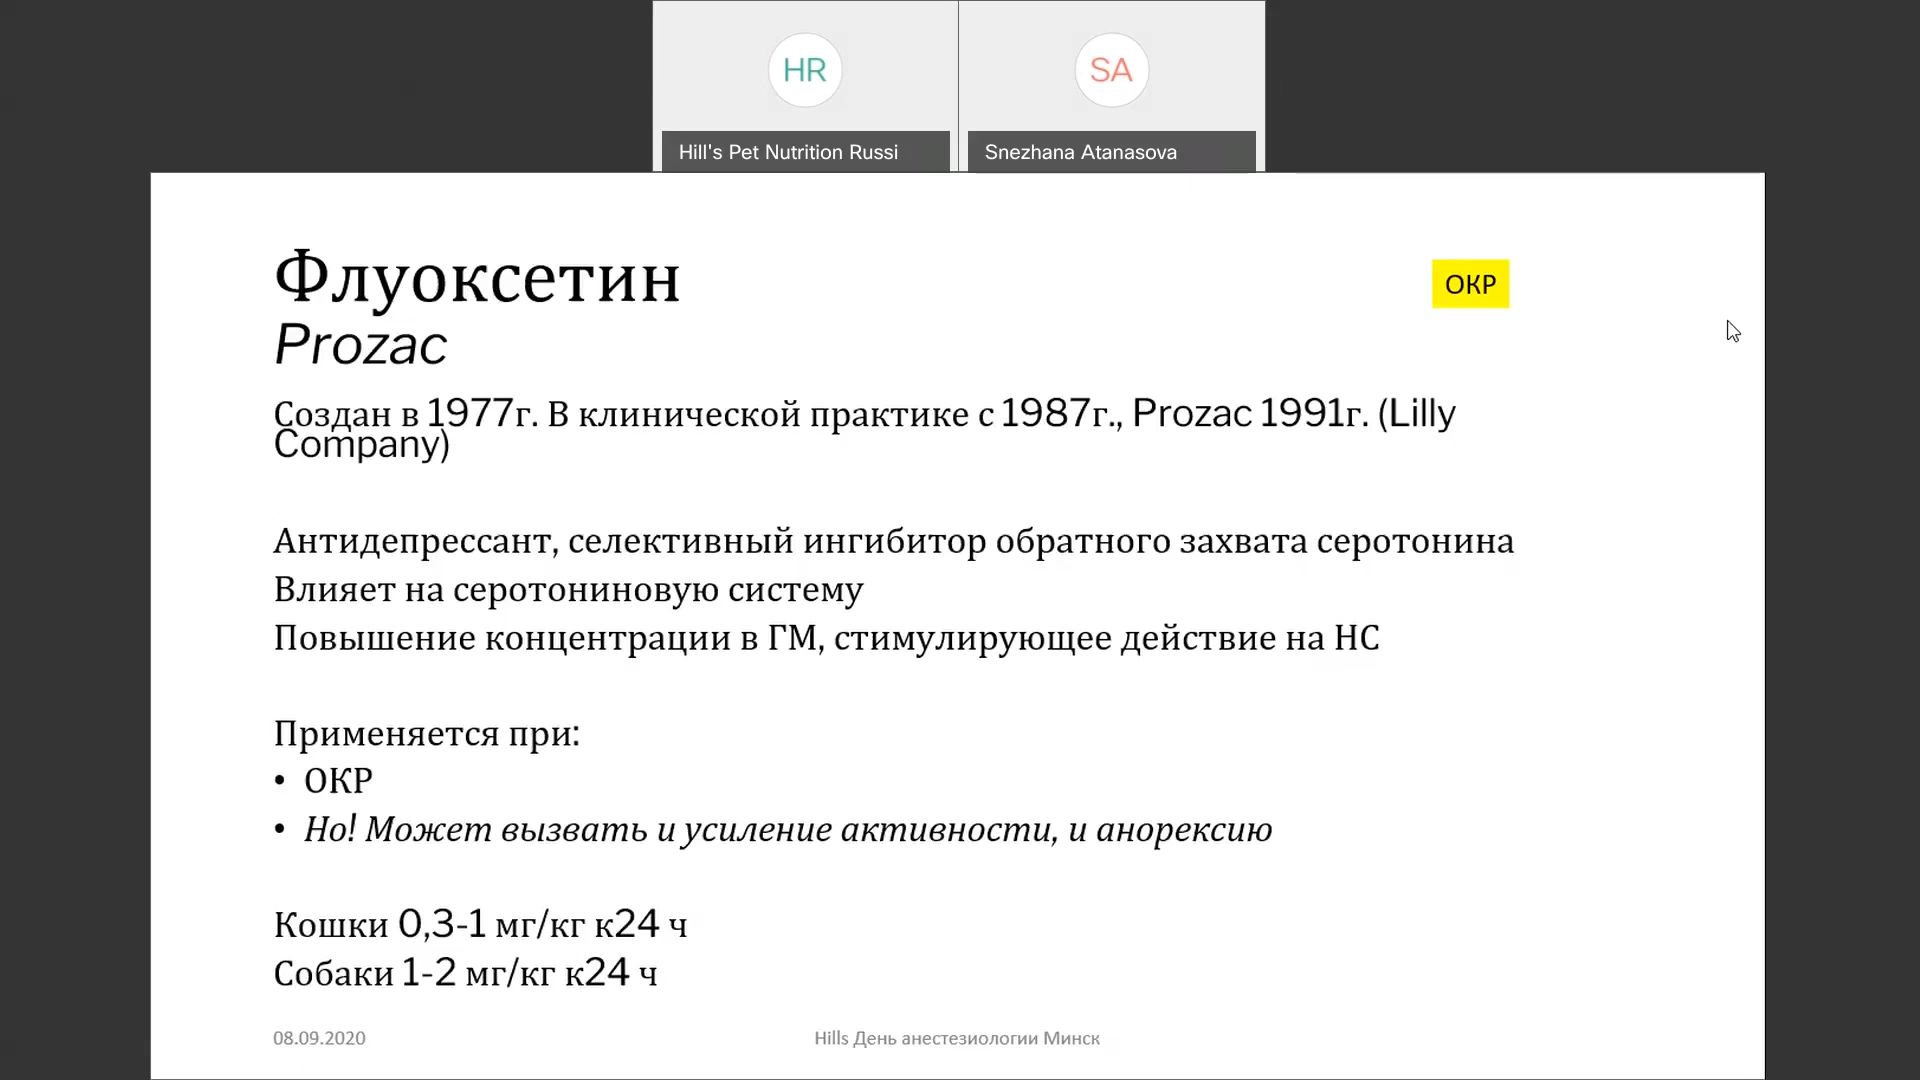 HR
SA
Hill's Pet Nutrition Russi
Snezhana Atanasova
Флуоксетин
ОКР
Prozac
Создан в 1977г. В клинической практике с 1987г., Prozac 1991г. (Lilly
Company)
Антидепрессант, селективный ингибитор обратного захвата серотонина
Влияет на серотониновую систему
Повышение концентрации в ГМ, стимулирующее действие на НС
Применяется при:
• ОКР
• Но! Может вызвать и усиление активности, и анорексию
Кошки 0,3-1 мг/кг к24 ч
Собаки 1-2 мг/кг к24 ч
08.09.2020
Hills День анестезиологии Минск